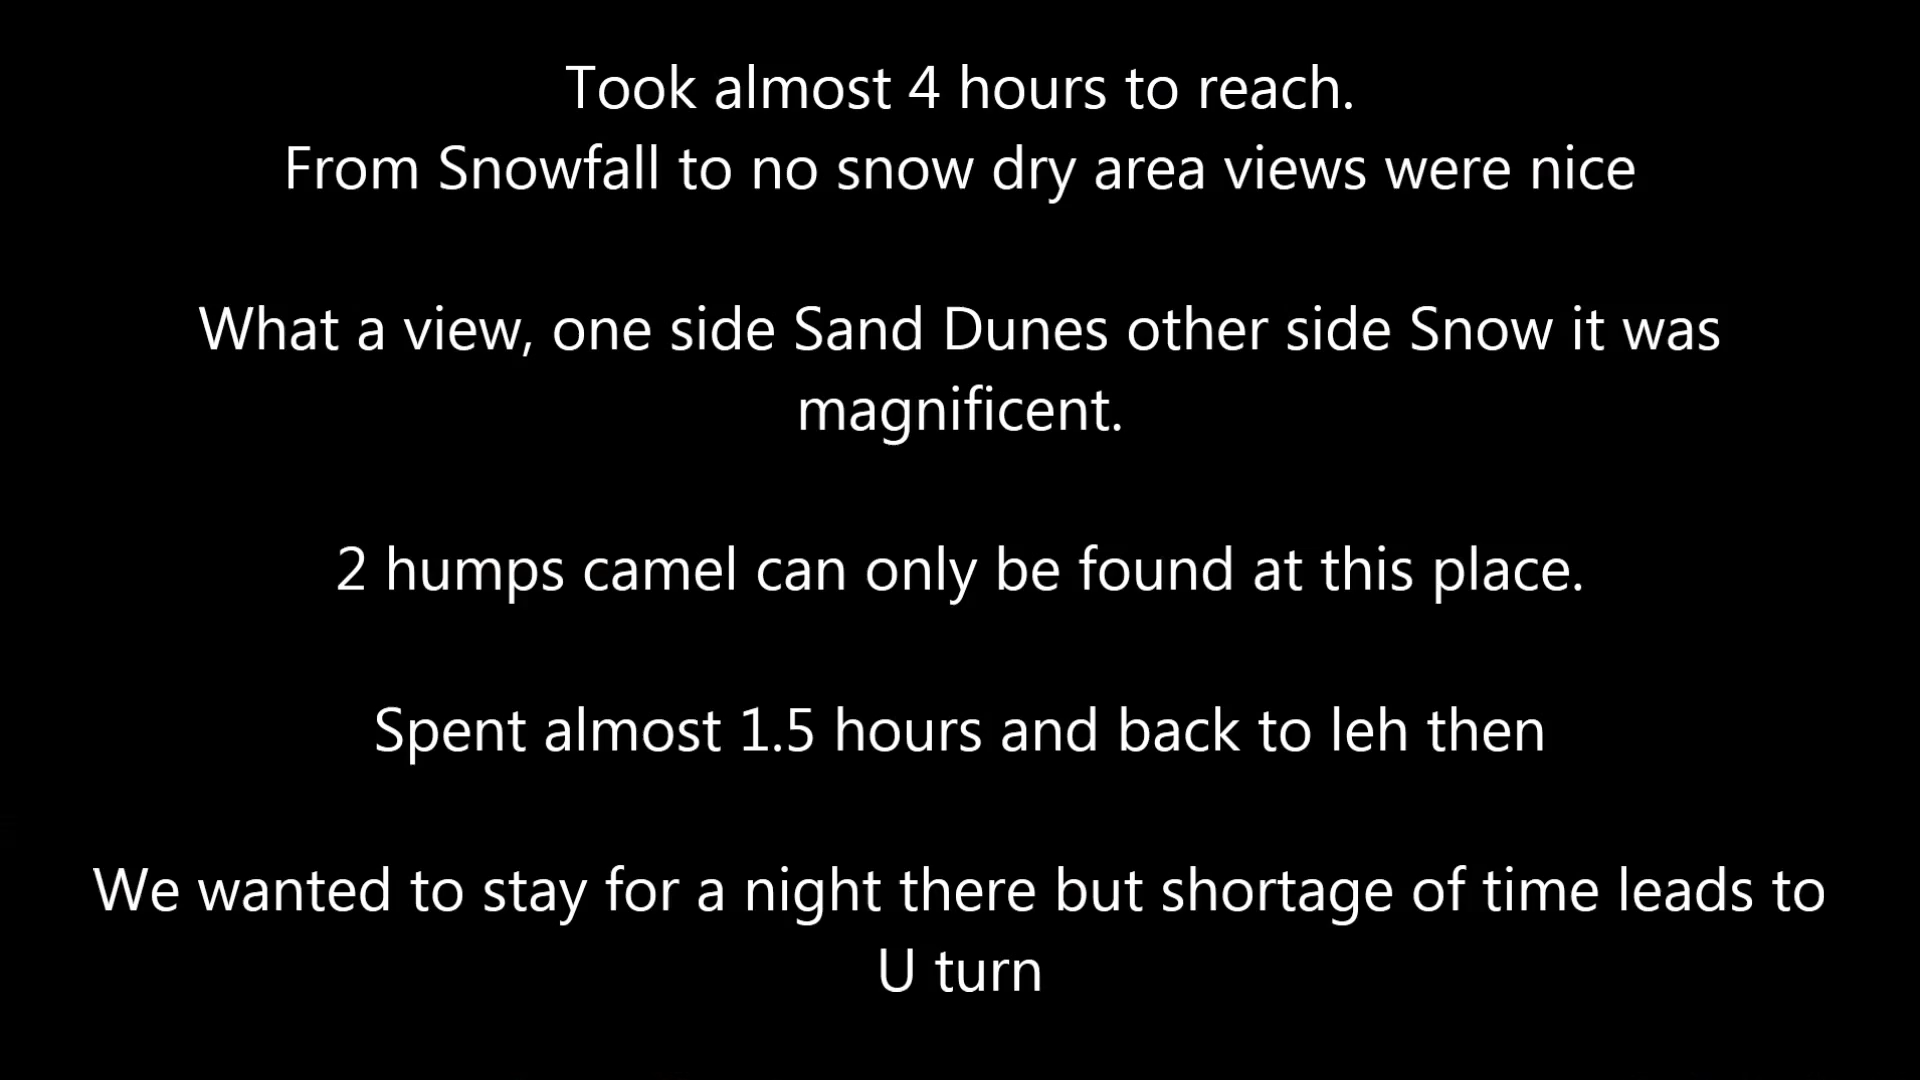 Took almost 4 hours to reach.
From Snowfall to no snow dry area views were nice
What a view, one side Sand Dunes other side Snow it was
magnificent.
2 humps camel can only be found at this place.
Spent almost 1.5 hours and back to leh then
We wanted to stay for a night there but shortage of time leads to
U turn